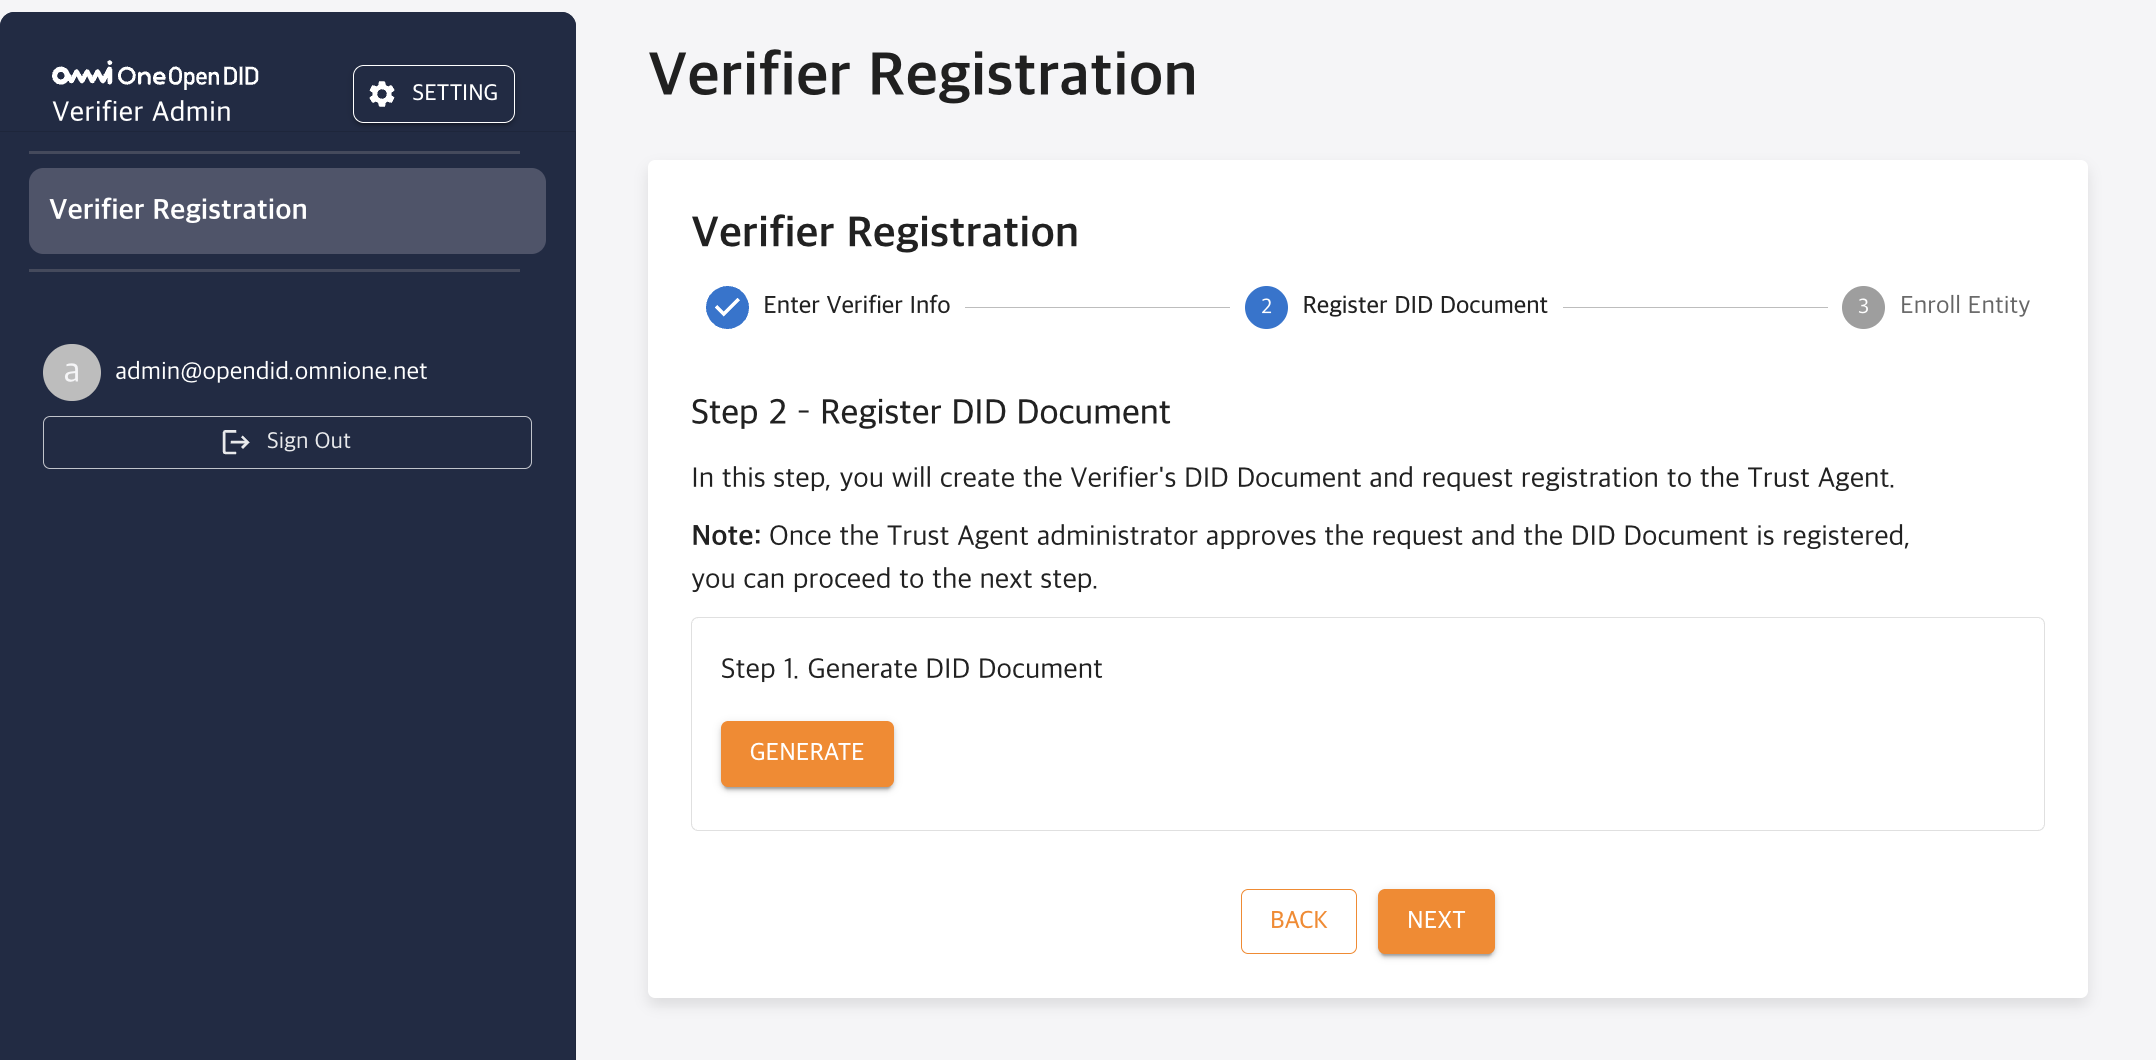 omni One Open DID
Verifier Admin
SETTING
Verifier Registration
a
admin@opendid.omnione.net
Sign Out
Verifier Registration
Verifier Registration
Enter Verifier Info
2
Register DID Document
3
Enroll Entity
Step 2 - Register DID Document
In this step, you will create the Verifier's DID Document and request registration to the Trust Agent.
Note: Once the Trust Agent administrator approves the request and the DID Document is registered,
you can proceed to the next step.
Step 1. Generate DID Document
GENERATE
BACK
NEXT